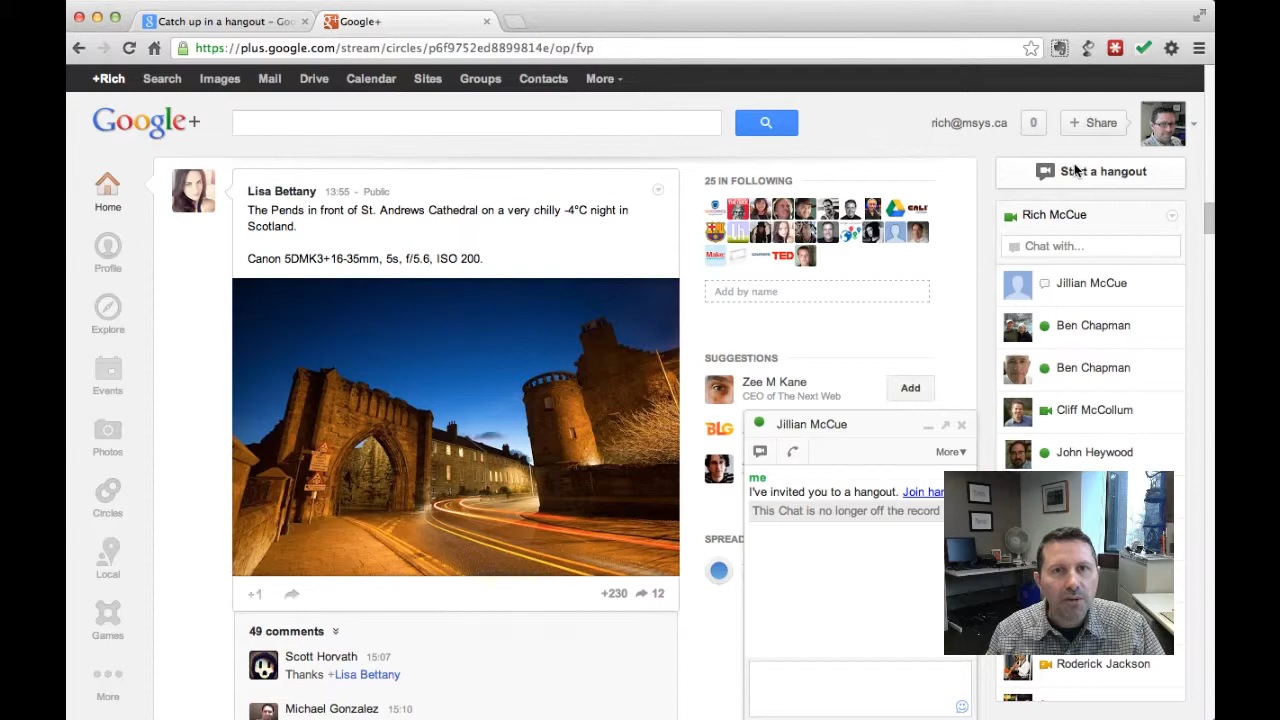 Catch up in a hangout – Goo
Google+
https://plus.google.com/stream/circles/p6f9752ed8899814e/op/fvp
+Rich Search Images Mail Drive Calendar Sites Groups Contacts More
Google+
rich@msys.ca 0 + Share
Home
Profile
Explore
Events
Photos
Circles
Local
Games
More
Lisa Bettany 13:55 - Public
The Pends in front of St. Andrews Cathedral on a very chilly -4°C night in
Scotland.
Canon 5DMK3+16-35mm, 5s, f/5.6, ISO 200.
+1
+230 12
49 comments
Scott Horvath 15:07
Thanks +Lisa Bettany
Michael Gonzalez 15:10
25 IN FOLLOWING
CALI
Make:
TED
Add by name
SUGGESTIONS
Zee M Kane
CEO of The Next Web
Add
BLG
SPREAD
Jillian McCue
More▾
me
I've invited you to a hangout. Join han
This Chat is no longer off the record
Start a hangout
Rich McCue
Chat with...
Jillian McCue
Ben Chapman
Ben Chapman
Cliff McCollum
John Heywood
Roderick Jackson